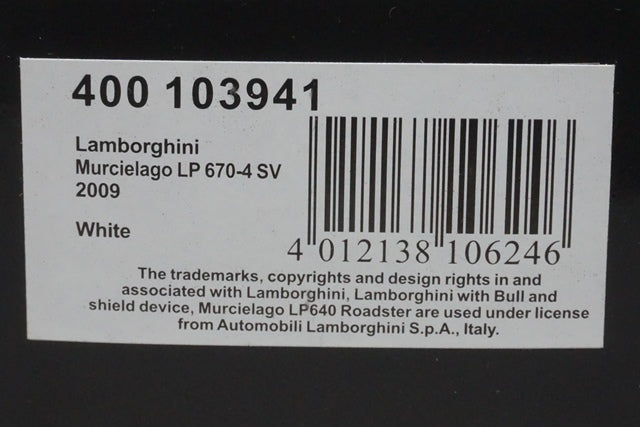 400 103941
Lamborghini
Murcielago LP 670-4 SV
2009
White
4 012138 106246
The trademarks, copyrights and design rights in and
associated with Lamborghini, Lamborghini with Bull and
shield device, Murcielago LP640 Roadster are used under license
from Automobili Lamborghini S.p.A., Italy.